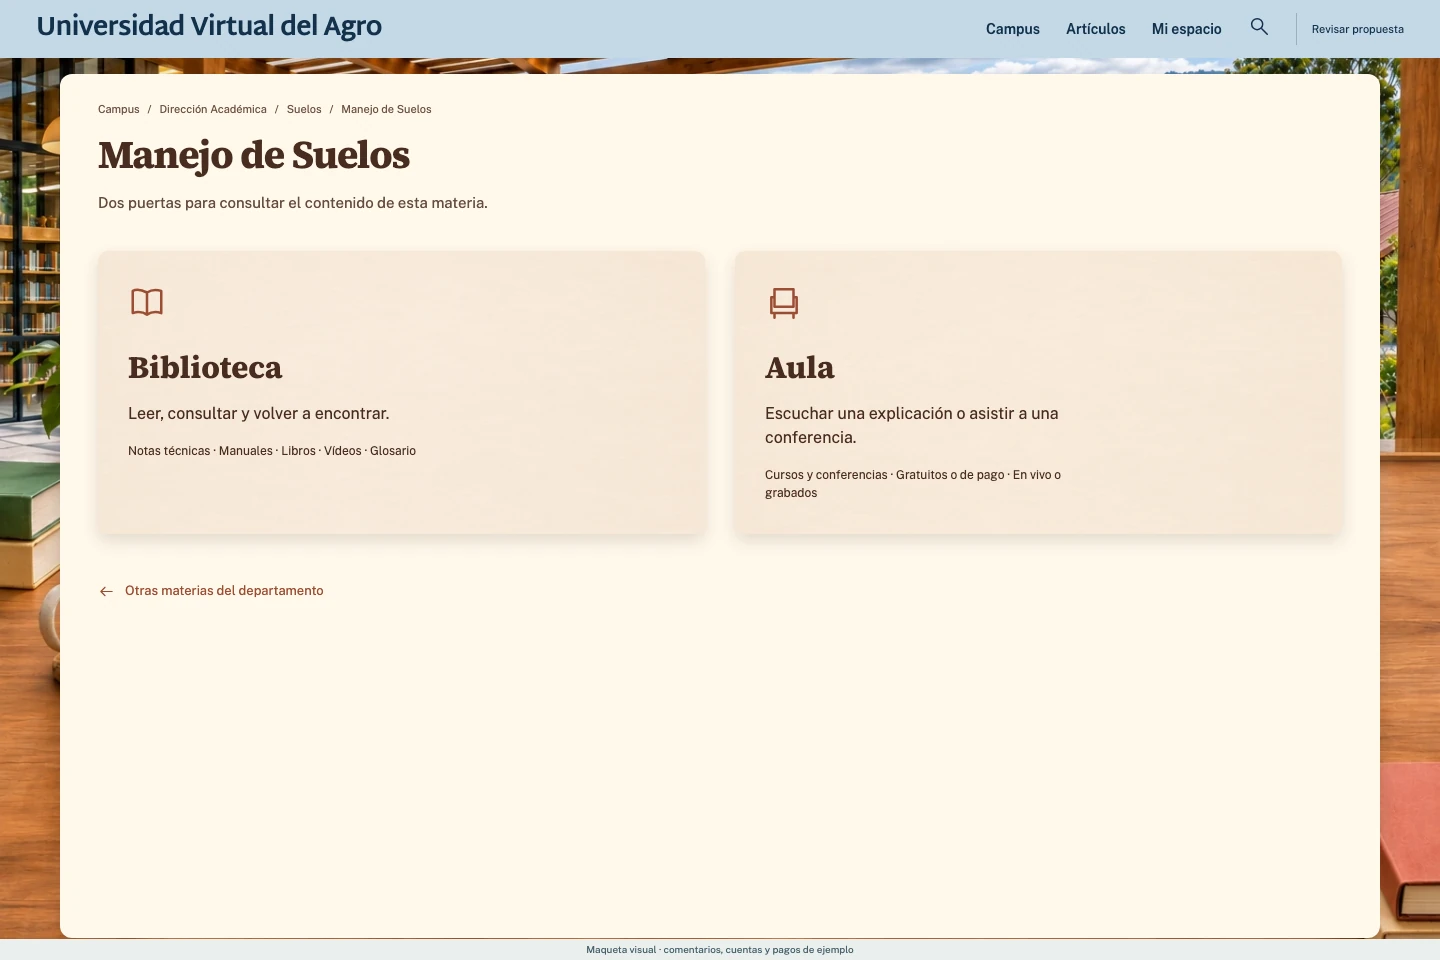 Universidad Virtual del Agro
Campus
Artículos
Mi espacio
Revisar propuesta
Campus / Dirección Académica / Suelos / Manejo de Suelos
Manejo de Suelos
Dos puertas para consultar el contenido de esta materia.
Biblioteca
Leer, consultar y volver a encontrar.
Notas técnicas · Manuales · Libros · Vídeos · Glosario
Aula
Escuchar una explicación o asistir a una
conferencia.
Cursos y conferencias · Gratuitos o de pago · En vivo o
grabados
← Otras materias del departamento
Maqueta visual · comentarios, cuentas y pagos de ejemplo